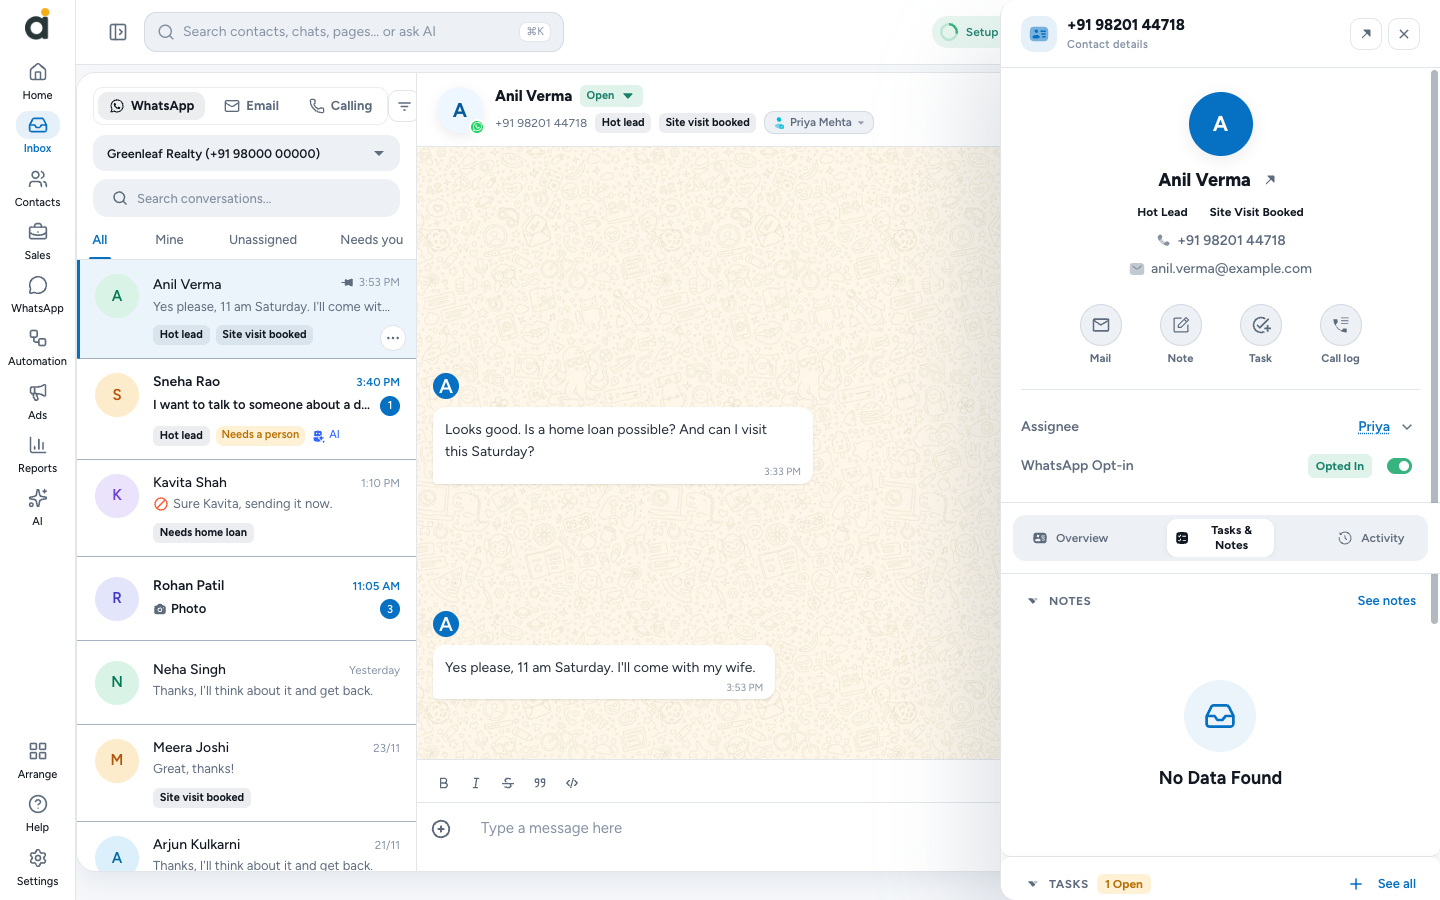 Home
Inbox
Contacts
Sales
WhatsApp
Automation
Ads
Reports
AI
Arrange
Help
Settings
Search contacts, chats, pages... or ask AI
⌘K
Setup
WhatsApp
Email
Calling
Greenleaf Realty (+91 98000 00000)
Search conversations...
All
Mine
Unassigned
Needs you
Anil Verma
3:53 PM
Yes please, 11 am Saturday. I'll come wit...
Hot lead
Site visit booked
Sneha Rao
3:40 PM
I want to talk to someone about a d...
1
Hot lead
Needs a person
AI
Kavita Shah
1:10 PM
Sure Kavita, sending it now.
Needs home loan
Rohan Patil
11:05 AM
Photo
3
Neha Singh
Yesterday
Thanks, I'll think about it and get back.
Meera Joshi
23/11
Great, thanks!
Site visit booked
Arjun Kulkarni
21/11
Thanks, I'll think about it and get back.
A
A
S
K
R
N
M
A
Anil Verma
Open
+91 98201 44718
Hot lead
Site visit booked
Priya Mehta
A
Looks good. Is a home loan possible? And can I visit
this Saturday?
3:33 PM
A
Yes please, 11 am Saturday. I'll come with my wife.
3:53 PM
B
I
S
Type a message here
+91 98201 44718
Contact details
A
Anil Verma
Hot Lead
Site Visit Booked
+91 98201 44718
anil.verma@example.com
Mail
Note
Task
Call log
Assignee
Priya
WhatsApp Opt-in
Opted In
Overview
Tasks &
Notes
Activity
NOTES
See notes
No Data Found
TASKS
1 Open
See all